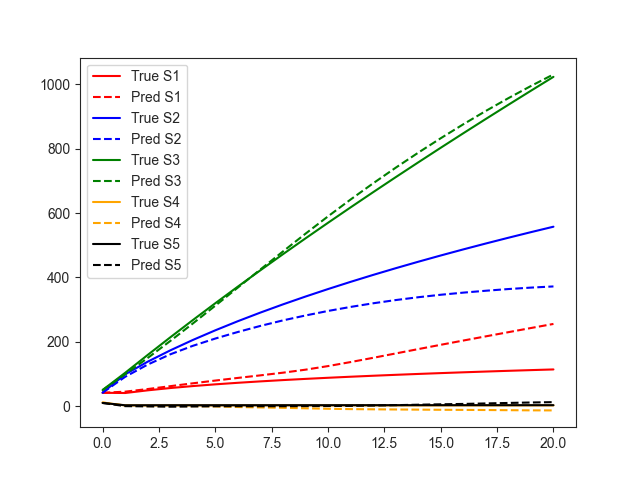 True S1
Pred S1
True S2
Pred S2
True S3
Pred S3
True S4
Pred S4
True S5
Pred S5
1000
800
600
400
200
0
0.0 2.5 5.0 7.5 10.0 12.5 15.0 17.5 20.0